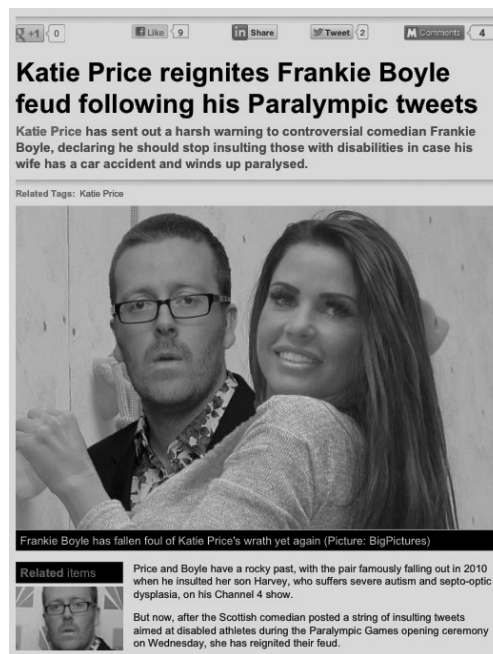 +1 0
Like 9
in Share
Tweet 2
M Comments 4
Katie Price reignites Frankie Boyle
feud following his Paralympic tweets
Katie Price has sent out a harsh warning to controversial comedian Frankie
Boyle, declaring he should stop insulting those with disabilities in case his
wife has a car accident and winds up paralysed.
Related Tags: Katie Price
Frankie Boyle has fallen foul of Katie Price's wrath yet again (Picture: BigPictures)
Related items
Price and Boyle have a rocky past, with the pair famously falling out in 2010
when he insulted her son Harvey, who suffers severe autism and septo-optic
dysplasia, on his Channel 4 show.
But now, after the Scottish comedian posted a string of insulting tweets
aimed at disabled athletes during the Paralympic Games opening ceremony
on Wednesday, she has reignited their feud.